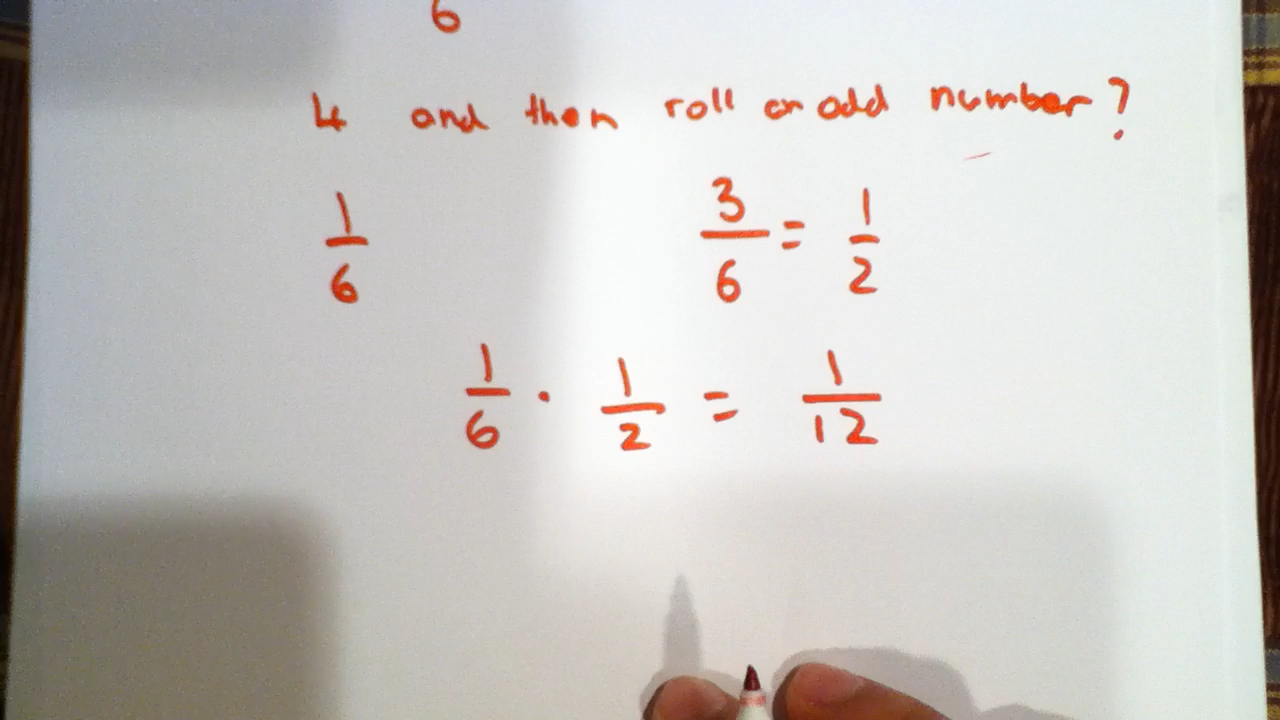 6
4 and then roll an odd number?
1/6 3/6 = 1/2
1/6 · 1/2 = 1/12